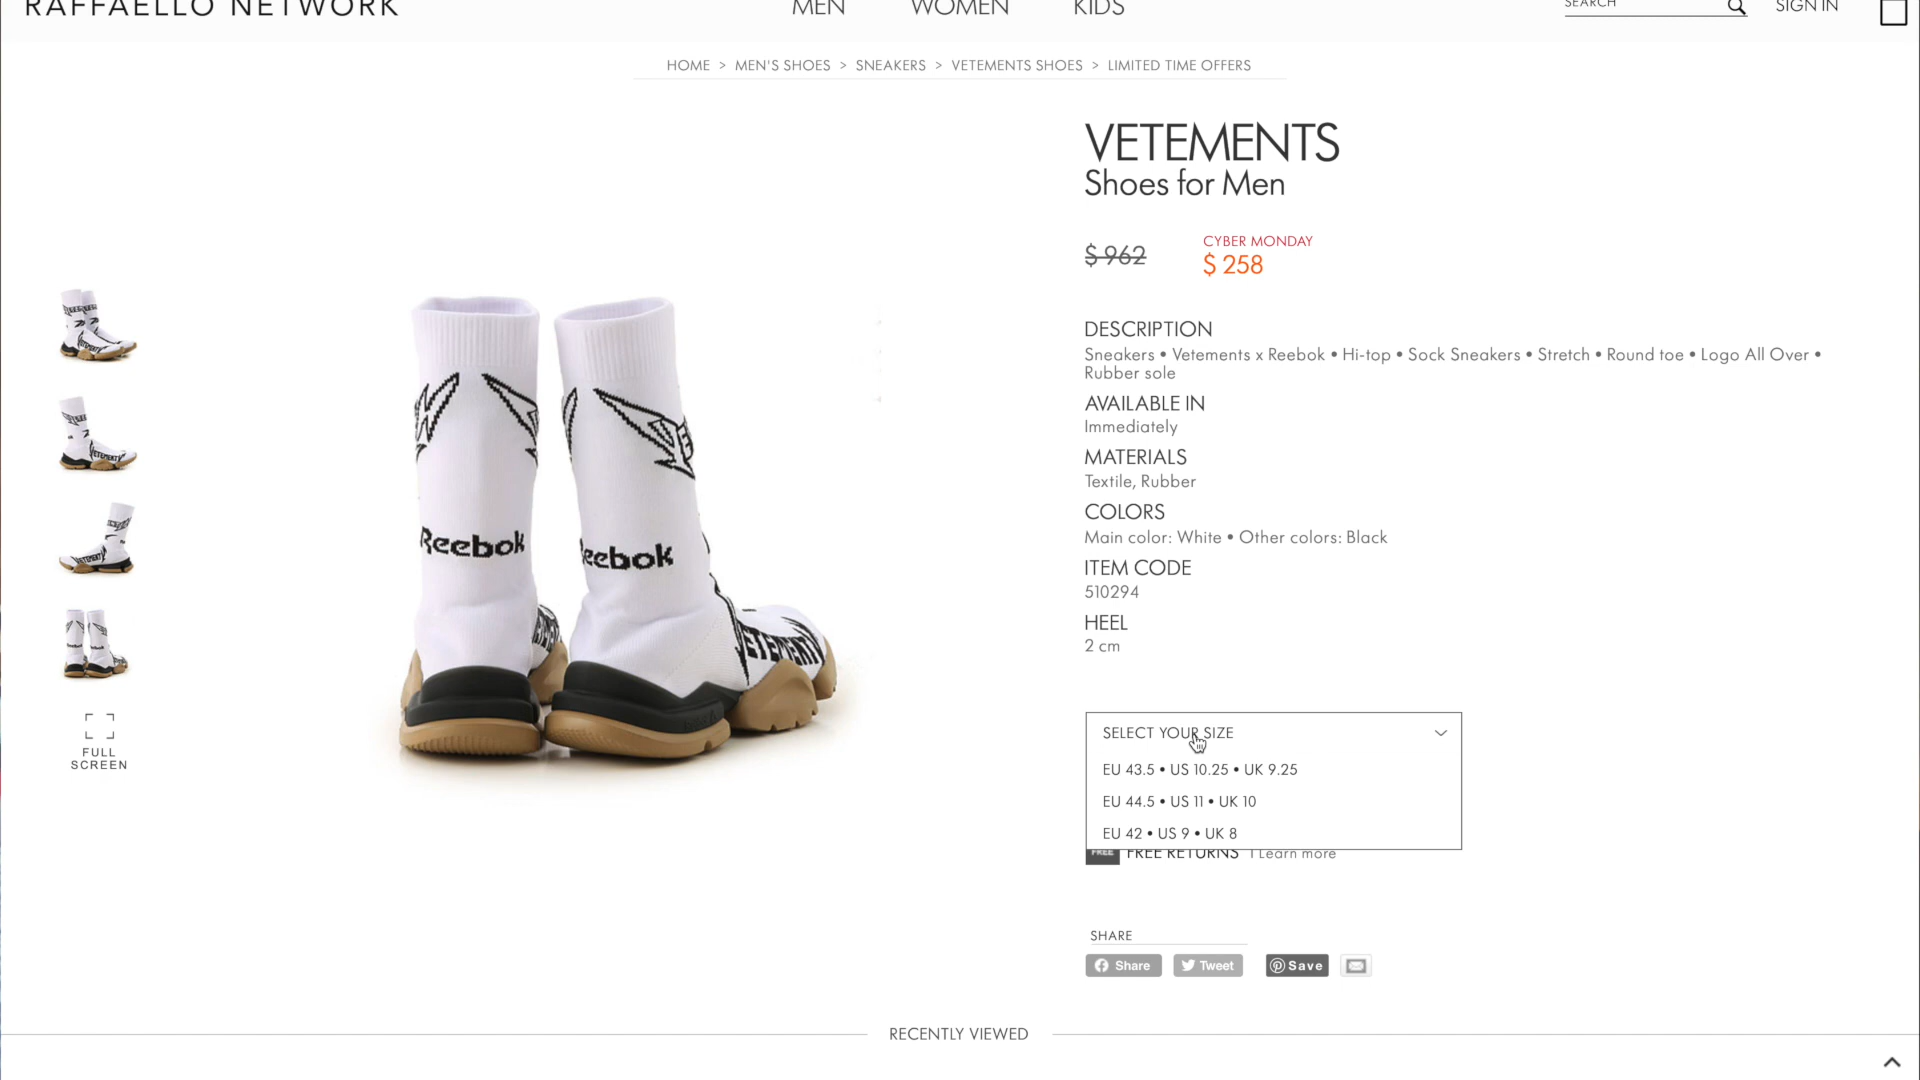 RAFFAELLO NETWORK
MEN
WOMEN
KIDS
SEARCH
SIGN IN
HOME > MEN'S SHOES > SNEAKERS > VETEMENTS SHOES > LIMITED TIME OFFERS
VETEMENTS
Shoes for Men
$ 962
CYBER MONDAY
$ 258
DESCRIPTION
Sneakers • Vetements x Reebok • Hi-top • Sock Sneakers • Stretch • Round toe • Logo All Over •
Rubber sole
AVAILABLE IN
Immediately
MATERIALS
Textile, Rubber
COLORS
Main color: White • Other colors: Black
ITEM CODE
510294
HEEL
2 cm
SELECT YOUR SIZE
EU 43.5 • US 10.25 • UK 9.25
EU 44.5 • US 11 • UK 10
EU 42 • US 9 • UK 8
FREE
FREE RETURNS | Learn more
SHARE
Share
Tweet
Save
Reebok
eebok
ETEMENT
FULL
SCREEN
RECENTLY VIEWED